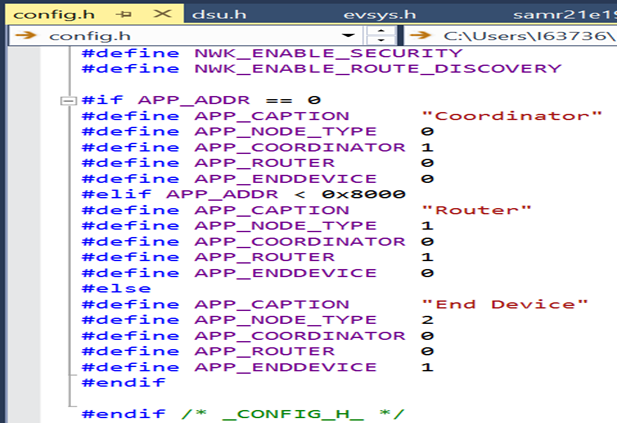 config.h dsu.h evsys.h samr21e19
config.h C:\Users\I63736\
#define NWK_ENABLE_SECURITY
#define NWK_ENABLE_ROUTE_DISCOVERY
#if APP_ADDR == 0
#define APP_CAPTION "Coordinator"
#define APP_NODE_TYPE 0
#define APP_COORDINATOR 1
#define APP_ROUTER 0
#define APP_ENDDEVICE 0
#elif APP_ADDR < 0x8000
#define APP_CAPTION "Router"
#define APP_NODE_TYPE 1
#define APP_COORDINATOR 0
#define APP_ROUTER 1
#define APP_ENDDEVICE 0
#else
#define APP_CAPTION "End Device"
#define APP_NODE_TYPE 2
#define APP_COORDINATOR 0
#define APP_ROUTER 0
#define APP_ENDDEVICE 1
#endif
#endif /* _CONFIG_H_ */